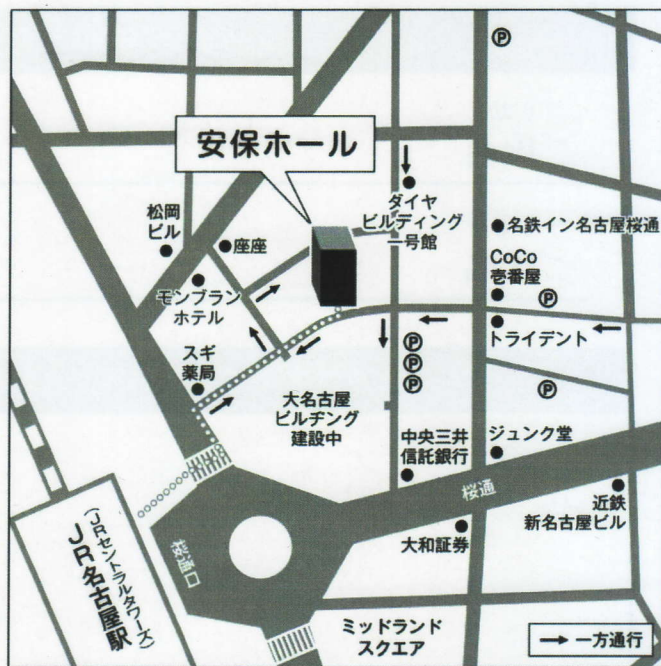 Ⓟ
安保ホール
ダイヤ
ビルディング
一号館
松岡
ビル
座座
名鉄イン名古屋桜通
CoCo
壱番屋
モンブラン
ホテル
Ⓟ
トライデント
スギ
薬局
Ⓟ
Ⓟ
Ⓟ
Ⓟ
大名古屋
ビルヂング
建設中
中央三井
信託銀行
ジュンク堂
桜通
近鉄
新名古屋ビル
大和証券
桜通口
JR名古屋駅
(JRセントラルタワーズ)
ミッドランド
スクエア
→ 一方通行